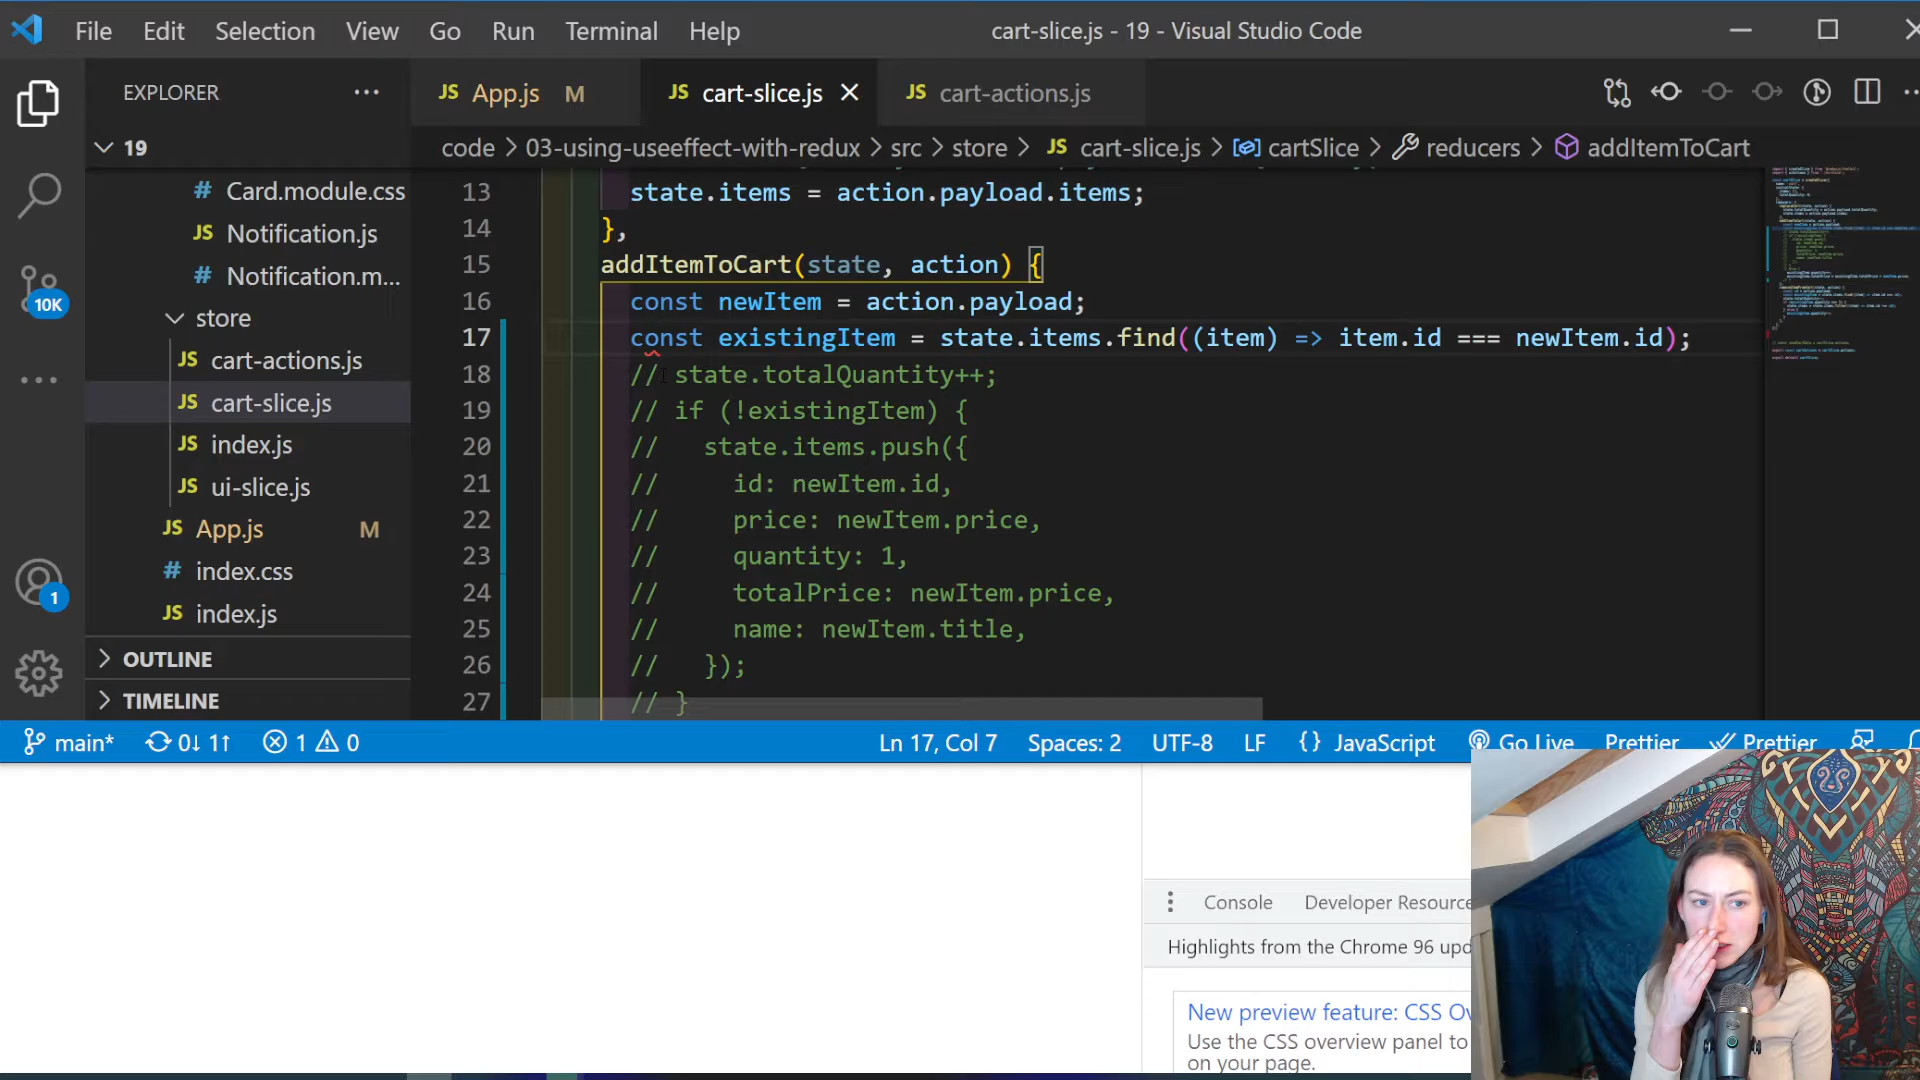 File Edit Selection View Go Run Terminal Help
cart-slice.js - 19 - Visual Studio Code
EXPLORER
JS App.js M
JS cart-slice.js
JS cart-actions.js
19
code > 03-using-useeffect-with-redux > src > store > JS cart-slice.js > cartSlice > reducers > addItemToCart
# Card.module.css
JS Notification.js
# Notification.m...
store
JS cart-actions.js
JS cart-slice.js
JS index.js
JS ui-slice.js
JS App.js M
# index.css
JS index.js
OUTLINE
TIMELINE
10K
1
13 state.items = action.payload.items;
14 },
15 addItemToCart(state, action) {
16 const newItem = action.payload;
17 const existingItem = state.items.find((item) => item.id === newItem.id);
18 // state.totalQuantity++;
19 // if (!existingItem) {
20 // state.items.push({
21 // id: newItem.id,
22 // price: newItem.price,
23 // quantity: 1,
24 // totalPrice: newItem.price,
25 // name: newItem.title,
26 // });
27 // }
main* 0↓ 1↑ 1 0
Ln 17, Col 7 Spaces: 2 UTF-8 LF {} JavaScript Go Live Prettier Prettier
Console Developer Resource
Highlights from the Chrome 96 upd
New preview feature: CSS Ov
Use the CSS overview panel to
on your page.